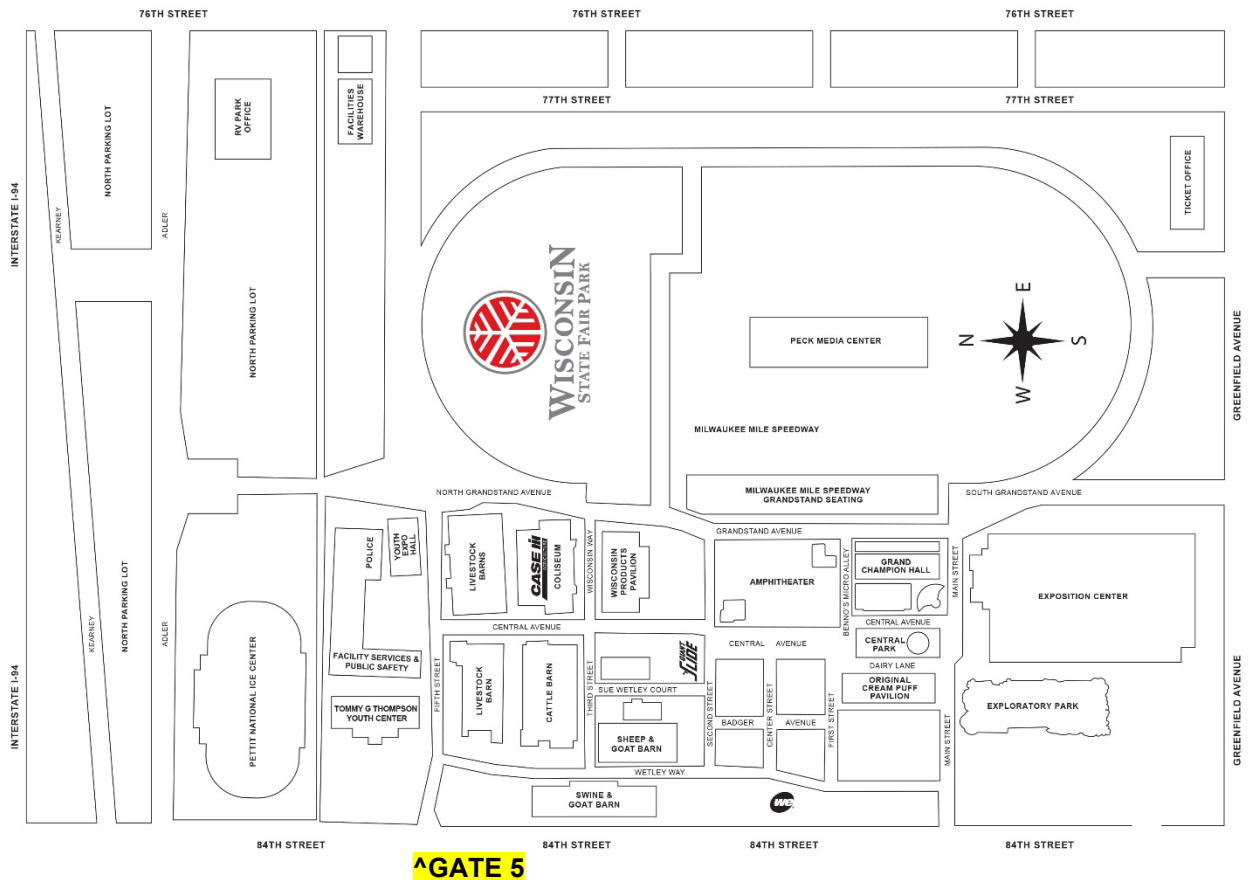 76TH STREET
76TH STREET
76TH STREET
77TH STREET
77TH STREET
INTERSTATE I-94
KEARNEY
NORTH PARKING LOT
ADLER
RV PARK
OFFICE
FACILITIES
WAREHOUSE
TICKET OFFICE
NORTH PARKING LOT
WISCONSIN
STATE FAIR PARK
PECK MEDIA CENTER
N
E
S
W
GREENFIELD AVENUE
MILWAUKEE MILE SPEEDWAY
NORTH GRANDSTAND AVENUE
MILWAUKEE MILE SPEEDWAY
GRANDSTAND SEATING
SOUTH GRANDSTAND AVENUE
GRANDSTAND AVENUE
INTERSTATE I-94
KEARNEY
NORTH PARKING LOT
ADLER
PETTIT NATIONAL ICE CENTER
POLICE
YOUTH
EXPO
HALL
FACILITY SERVICES &
PUBLIC SAFETY
TOMMY G THOMPSON
YOUTH CENTER
FIFTH STREET
LIVESTOCK
BARNS
CASE IH
COLISEUM
WISCONSIN WAY
WISCONSIN
PRODUCTS
PAVILION
AMPHITHEATER
BENNO'S MICRO ALLEY
GRAND
CHAMPION HALL
MAIN STREET
EXPOSITION CENTER
CENTRAL AVENUE
CENTRAL AVENUE
CENTRAL AVENUE
CENTRAL
PARK
DAIRY LANE
ORIGINAL
CREAM PUFF
PAVILION
LIVESTOCK
BARN
CATTLE BARN
THIRD STREET
GIANT
SLIDE
SUE WETLEY COURT
SHEEP &
GOAT BARN
SECOND STREET
BADGER AVENUE
CENTER STREET
FIRST STREET
MAIN STREET
EXPLORATORY PARK
GREENFIELD AVENUE
WETLEY WAY
SWINE &
GOAT BARN
we
84TH STREET
84TH STREET
84TH STREET
84TH STREET
^GATE 5